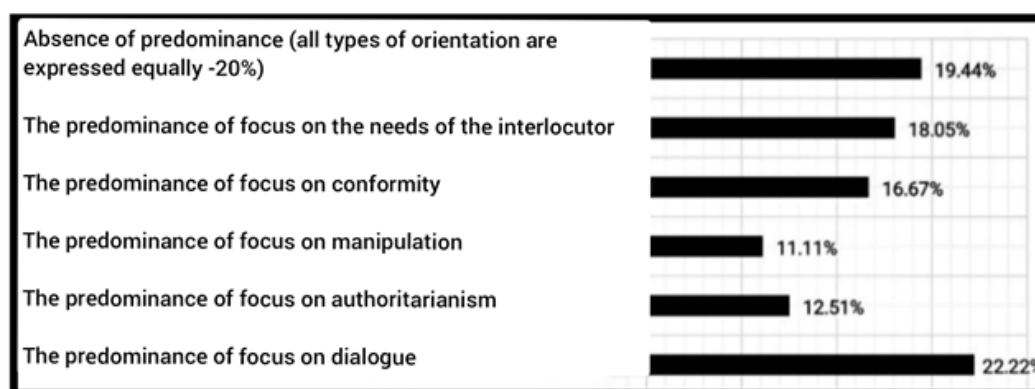 Absence of predominance (all types of orientation are
expressed equally -20%)
19.44%
The predominance of focus on the needs of the interlocutor
18.05%
The predominance of focus on conformity
16.67%
The predominance of focus on manipulation
11.11%
The predominance of focus on authoritarianism
12.51%
The predominance of focus on dialogue
22.22%